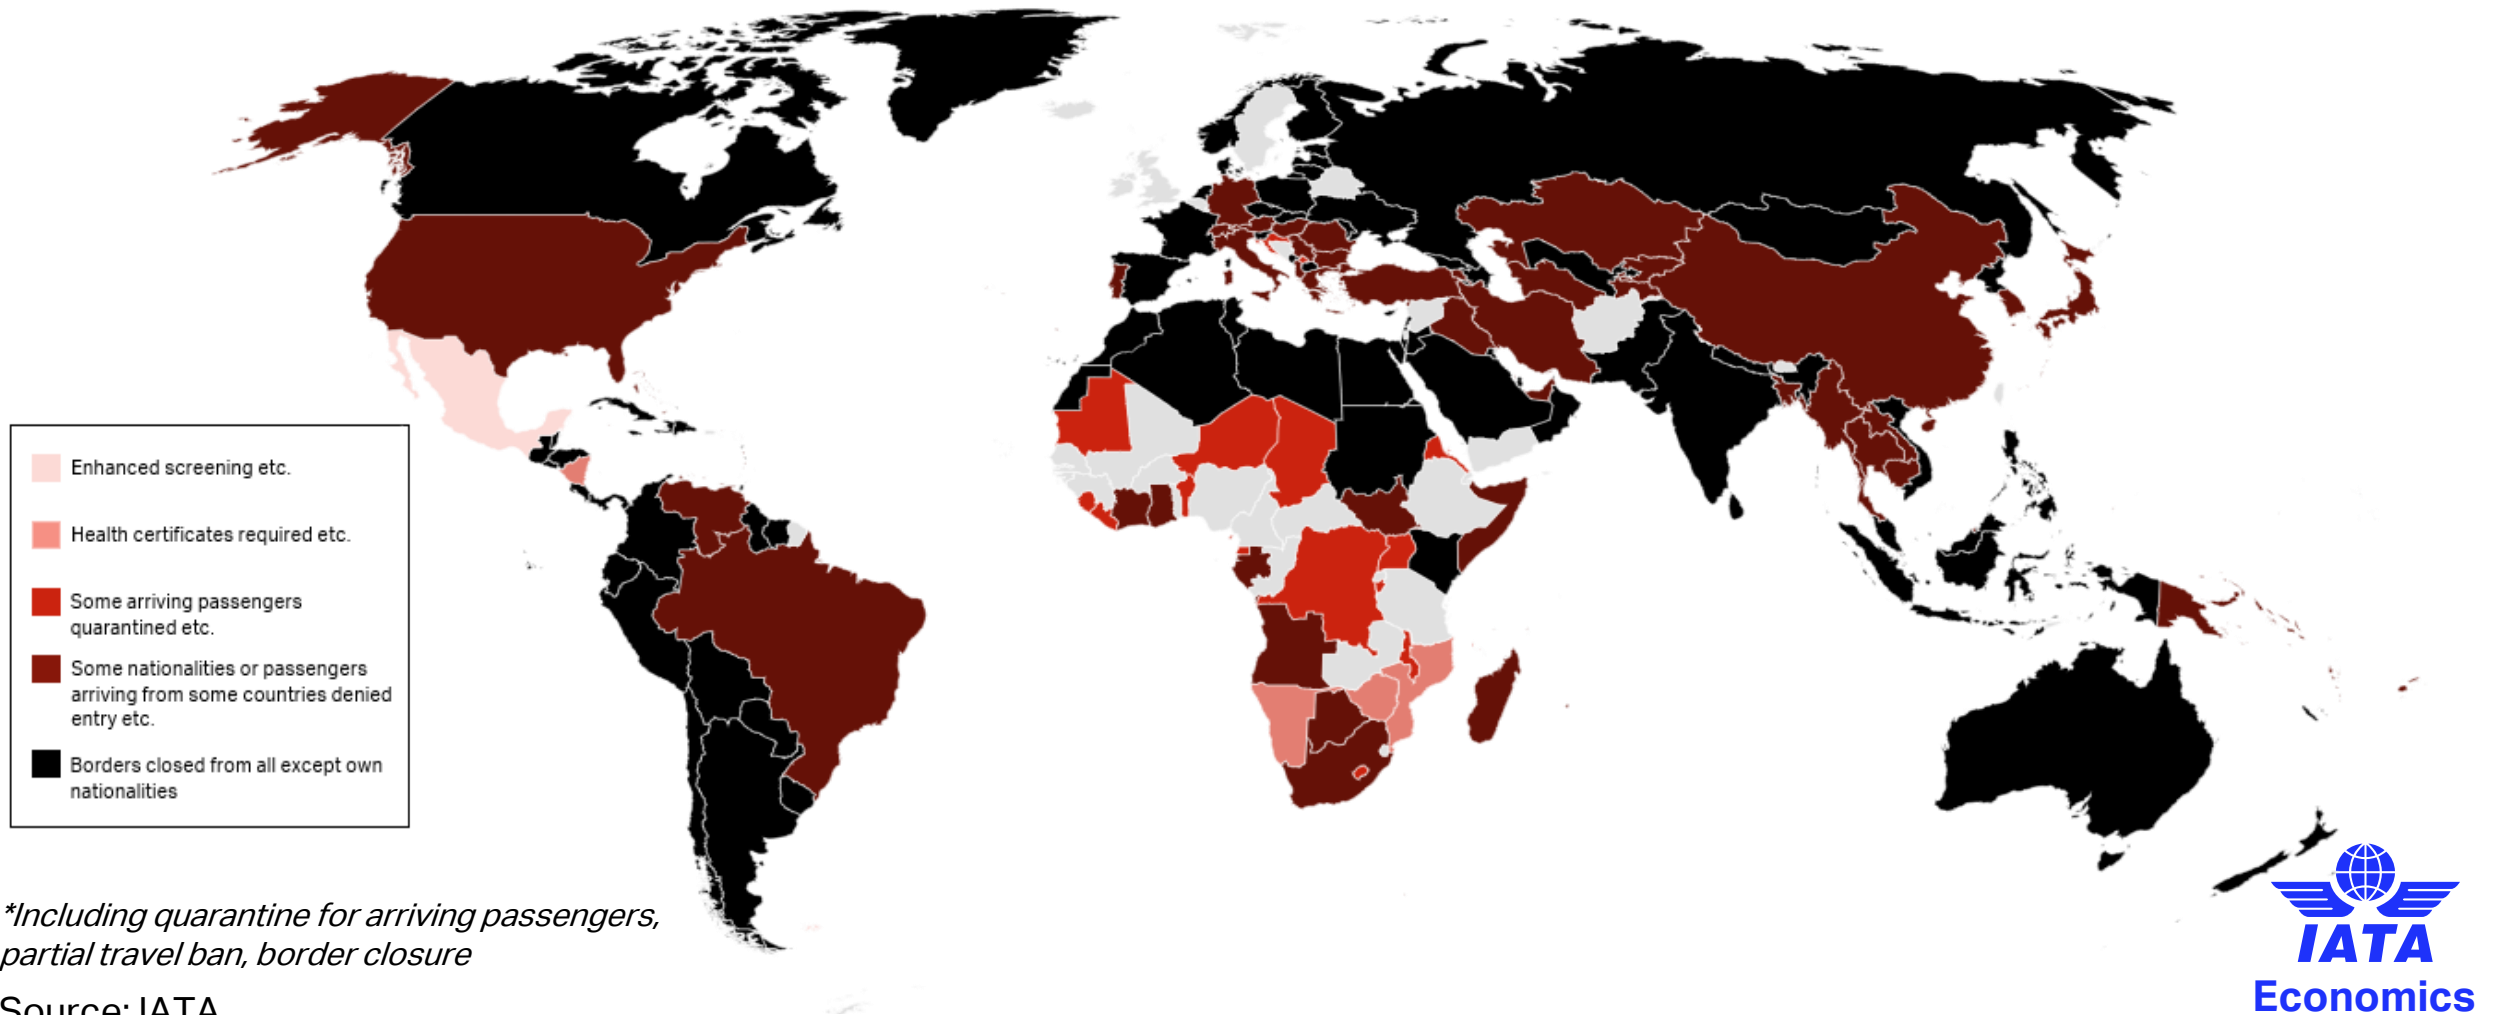 Enhanced screening etc.
Health certificates required etc.
Some arriving passengers
quarantined etc.
Some nationalities or passengers
arriving from some countries denied
entry etc.
Borders closed from all except own
nationalities
*Including quarantine for arriving passengers,
partial travel ban, border closure
Source: IATA
IATA
Economics